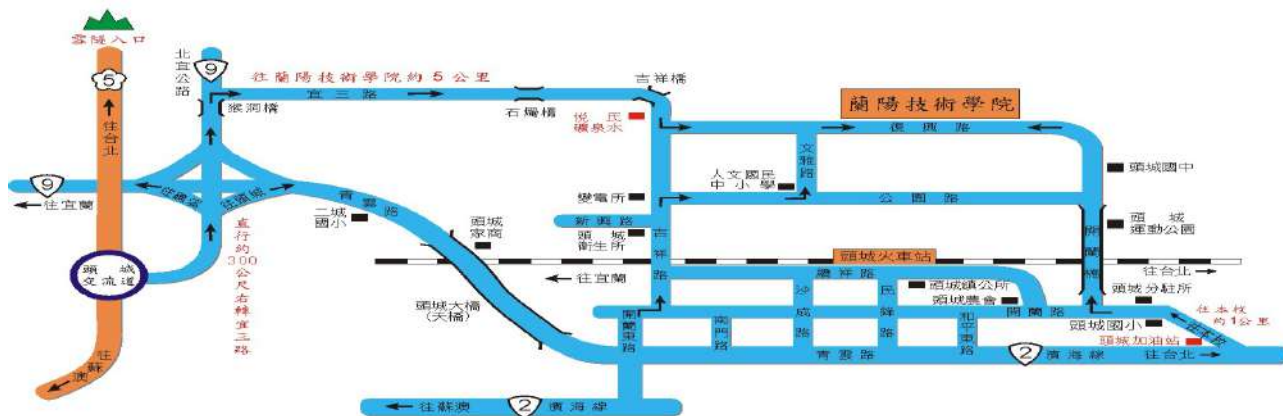 雪隧入口
5
往台北
9
往宜蘭
頭城
交流道
往蘇
澳
北宜公路
9
猴洞橋
往礁溪
往頭城
直行約300公尺右轉宜三路
往蘭陽技術學院約 5 公里
宜三路
石燭橋
吉祥橋
悅氏
礦泉水
蘭陽技術學院
復興路
文雅路
人文國民
中小學
頭城國中
變電所
公園路
新興路
頭城
衛生所
吉祥路
頭城
運動公園
開蘭橋
青雲路
二城
國小
頭城
家商
頭城大橋
(天橋)
往宜蘭
頭城火車站
往台北
纘祥路
沙成路
民鋒路
頭城鎮公所
頭城農會
頭城分駐所
往本校
約1公里
開蘭東路
南門路
和平東路
開蘭路
頭城國小
往本校
頭城加油站
青雲路
2
濱海線
往台北
往蘇澳
2
濱海線